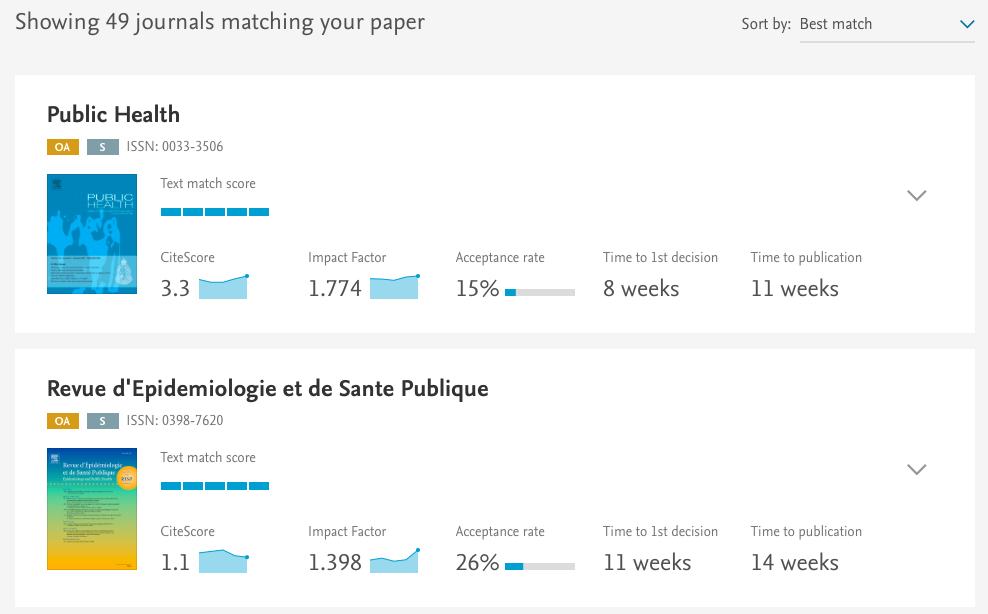 Showing 49 journals matching your paper
Sort by: Best match
Public Health
OA S ISSN: 0033-3506
PUBLIC
HEALTH
Text match score
CiteScore Impact Factor Acceptance rate Time to 1st decision Time to publication
3.3 1.774 15% 8 weeks 11 weeks
Revue d'Epidemiologie et de Sante Publique
OA S ISSN: 0398-7620
Revue d'Épidémiologie
et de Santé Publique
Epidemiology and Public Health
Text match score
CiteScore Impact Factor Acceptance rate Time to 1st decision Time to publication
1.1 1.398 26% 11 weeks 14 weeks